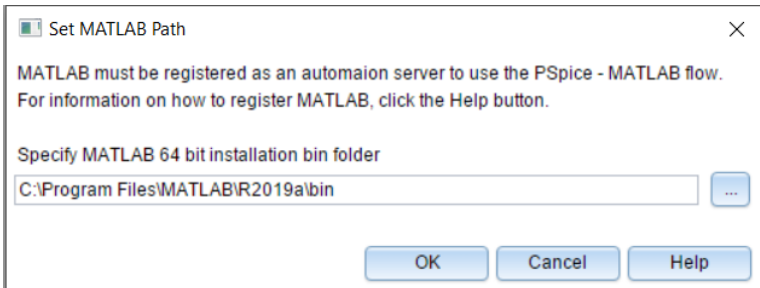 Set MATLAB Path
MATLAB must be registered as an automaion server to use the PSpice - MATLAB flow.
For information on how to register MATLAB, click the Help button.
Specify MATLAB 64 bit installation bin folder
C:\Program Files\MATLAB\R2019a\bin
...
OK Cancel Help